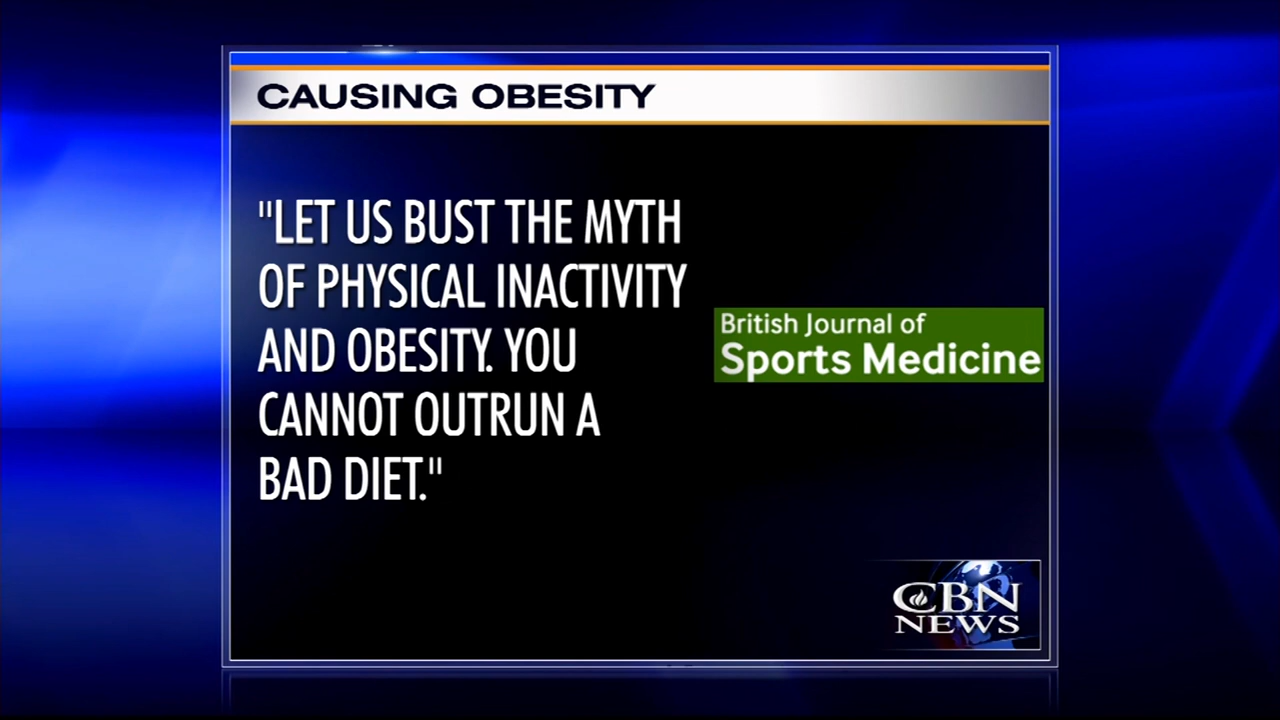 CAUSING OBESITY
"LET US BUST THE MYTH
OF PHYSICAL INACTIVITY
AND OBESITY. YOU
CANNOT OUTRUN A
BAD DIET."
British Journal of
Sports Medicine
CBN
NEWS